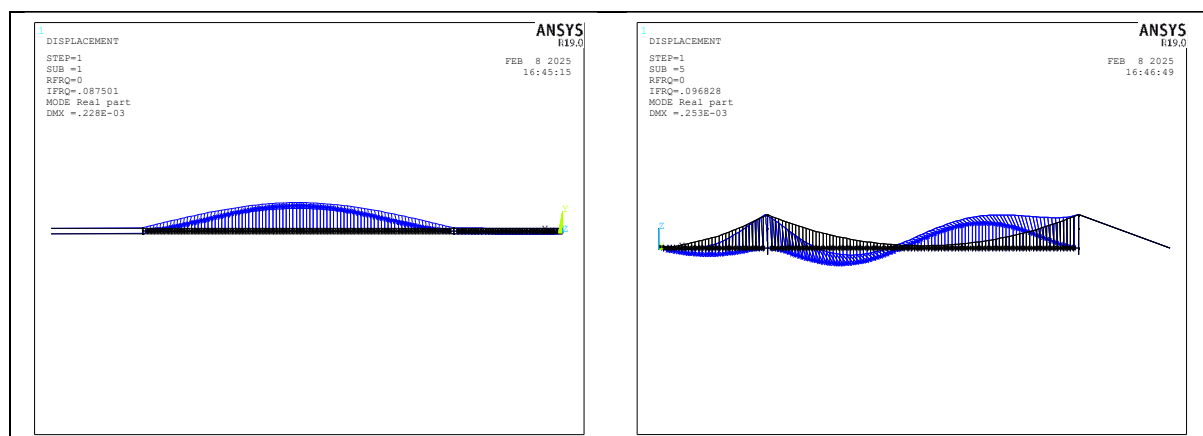 1
ANSYS
R19.0
DISPLACEMENT
STEP=1
SUB =1
RFRQ=0
IFRQ=.087501
MODE Real part
DMX =.228E-03
FEB 8 2025
16:45:15
Y
Z
1
ANSYS
R19.0
DISPLACEMENT
STEP=1
SUB =5
RFRQ=0
IFRQ=.096828
MODE Real part
DMX =.253E-03
FEB 8 2025
16:46:49
Z